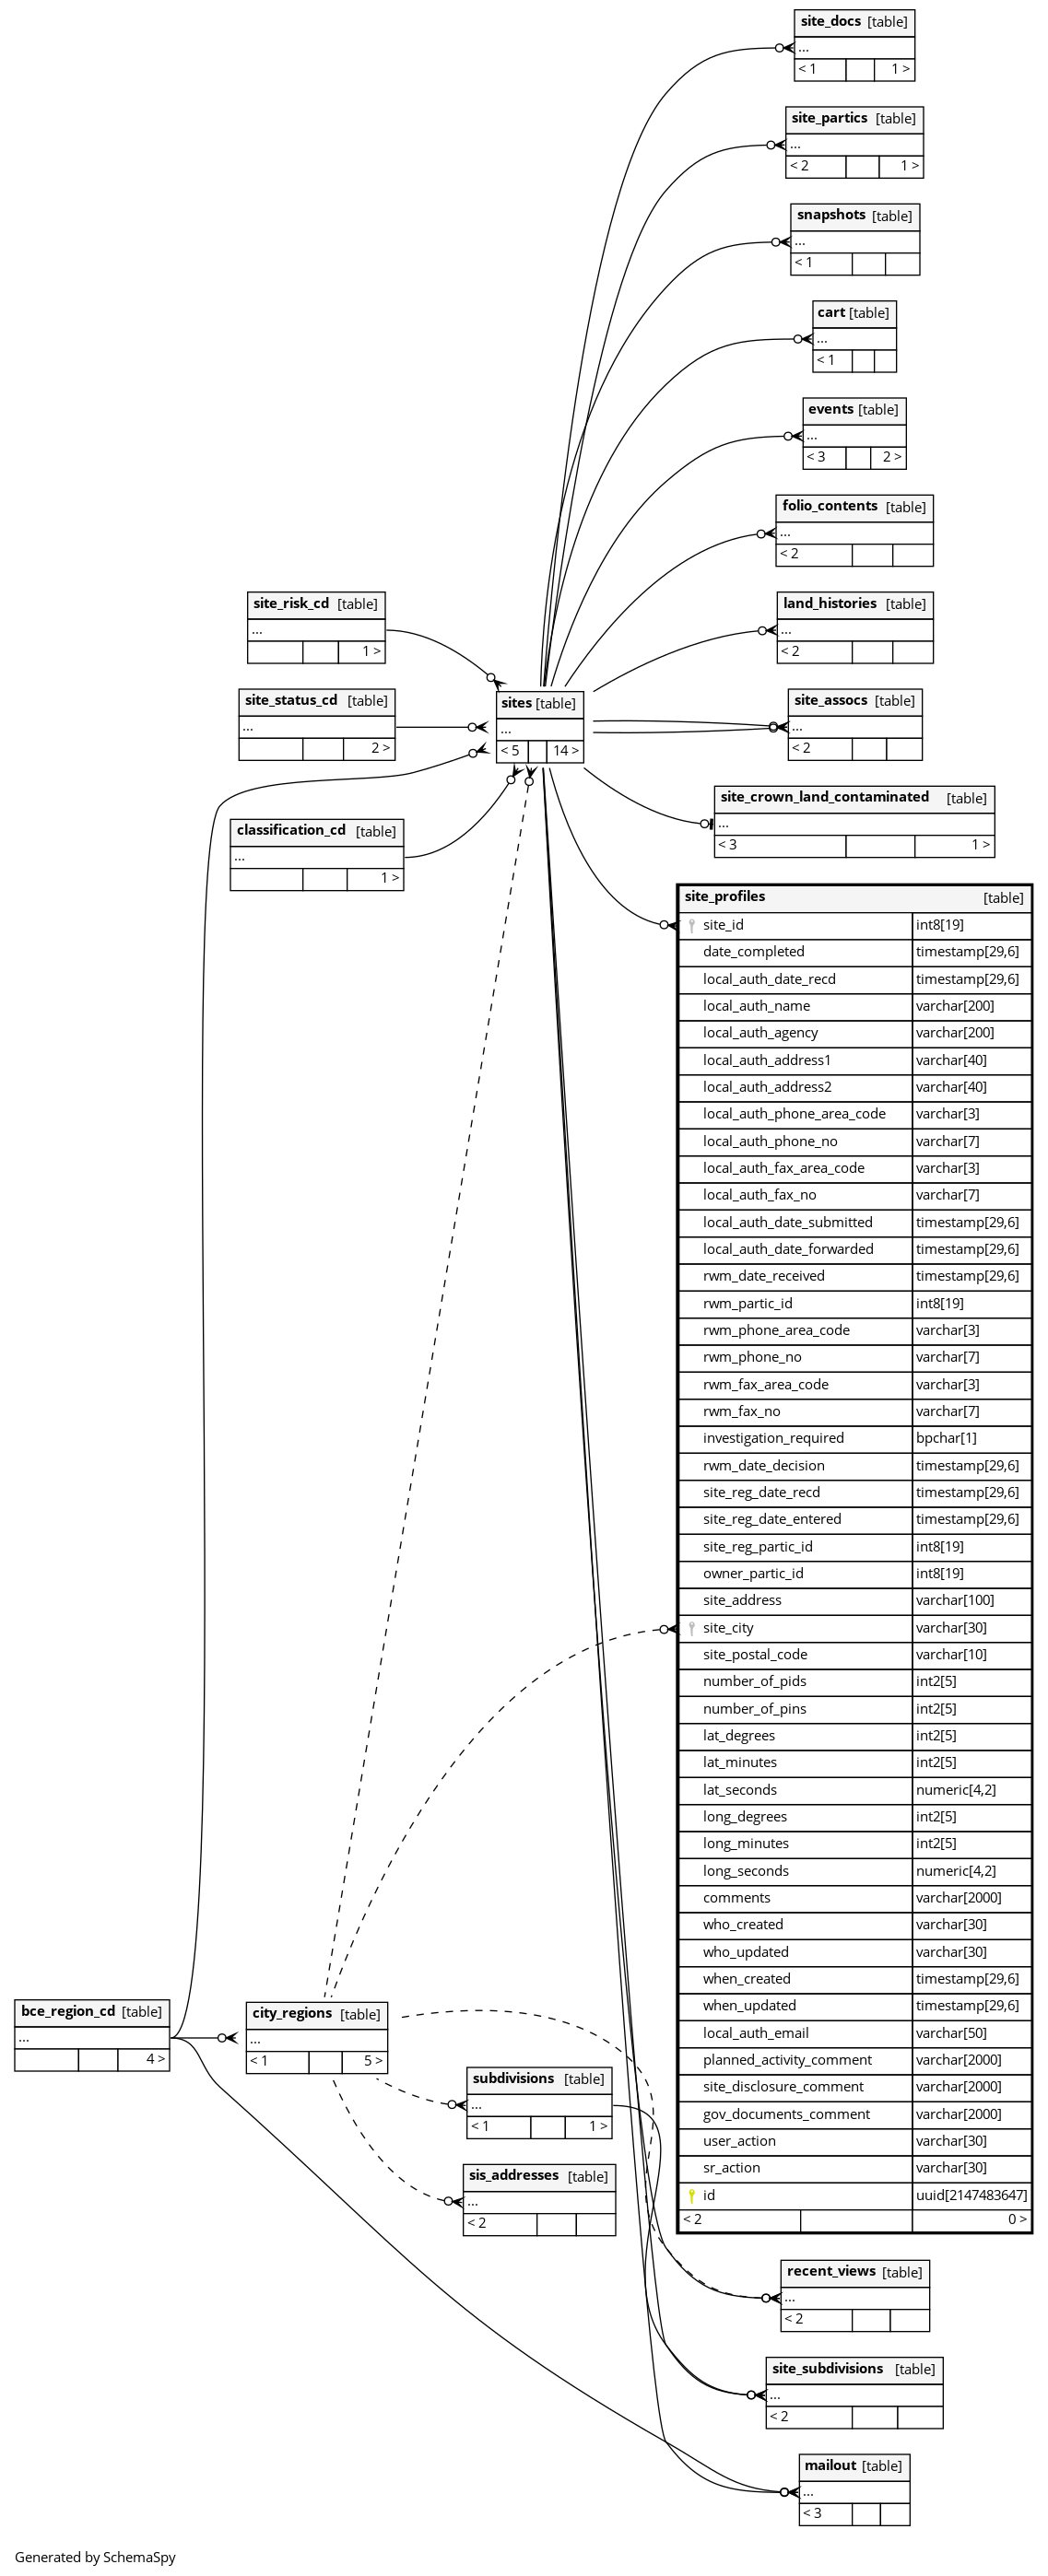 site_docs [table]
...
< 1 1 >
site_partics [table]
...
< 2 1 >
snapshots [table]
...
< 1
cart [table]
...
< 1
events [table]
...
< 3 2 >
folio_contents [table]
...
< 2
land_histories [table]
...
< 2
site_risk_cd [table]
...
1 >
site_status_cd [table]
...
2 >
sites [table]
...
< 5 14 >
site_assocs [table]
...
< 2
site_crown_land_contaminated [table]
...
< 3 1 >
classification_cd [table]
...
1 >
site_profiles [table]
site_id int8[19]
date_completed timestamp[29,6]
local_auth_date_recd timestamp[29,6]
local_auth_name varchar[200]
local_auth_agency varchar[200]
local_auth_address1 varchar[40]
local_auth_address2 varchar[40]
local_auth_phone_area_code varchar[3]
local_auth_phone_no varchar[7]
local_auth_fax_area_code varchar[3]
local_auth_fax_no varchar[7]
local_auth_date_submitted timestamp[29,6]
local_auth_date_forwarded timestamp[29,6]
rwm_date_received timestamp[29,6]
rwm_partic_id int8[19]
rwm_phone_area_code varchar[3]
rwm_phone_no varchar[7]
rwm_fax_area_code varchar[3]
rwm_fax_no varchar[7]
investigation_required bpchar[1]
rwm_date_decision timestamp[29,6]
site_reg_date_recd timestamp[29,6]
site_reg_date_entered timestamp[29,6]
site_reg_partic_id int8[19]
owner_partic_id int8[19]
site_address varchar[100]
site_city varchar[30]
site_postal_code varchar[10]
number_of_pids int2[5]
number_of_pins int2[5]
lat_degrees int2[5]
lat_minutes int2[5]
lat_seconds numeric[4,2]
long_degrees int2[5]
long_minutes int2[5]
long_seconds numeric[4,2]
comments varchar[2000]
who_created varchar[30]
who_updated varchar[30]
when_created timestamp[29,6]
when_updated timestamp[29,6]
local_auth_email varchar[50]
planned_activity_comment varchar[2000]
site_disclosure_comment varchar[2000]
gov_documents_comment varchar[2000]
user_action varchar[30]
sr_action varchar[30]
id uuid[2147483647]
< 2 0 >
bce_region_cd [table]
...
4 >
city_regions [table]
...
< 1 5 >
subdivisions [table]
...
< 1 1 >
sis_addresses [table]
...
< 2
recent_views [table]
...
< 2
site_subdivisions [table]
...
< 2
mailout [table]
...
< 3
Generated by SchemaSpy